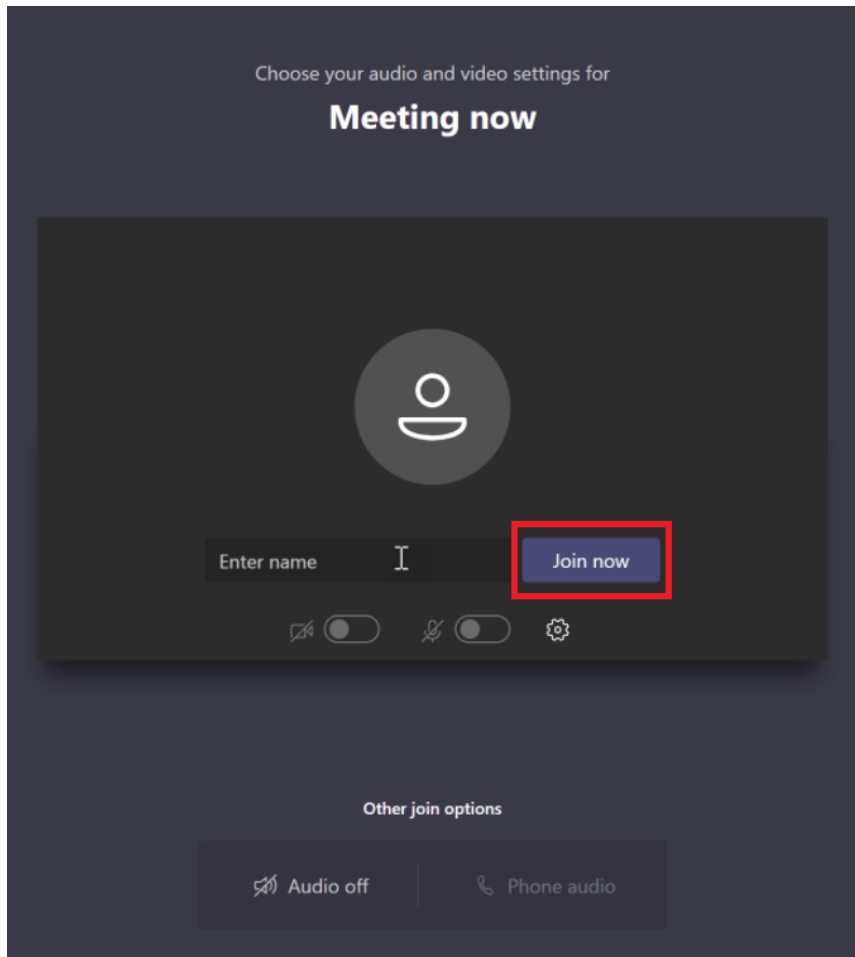 Choose your audio and video settings for
Meeting now
Enter name
Join now
Other join options
Audio off
Phone audio